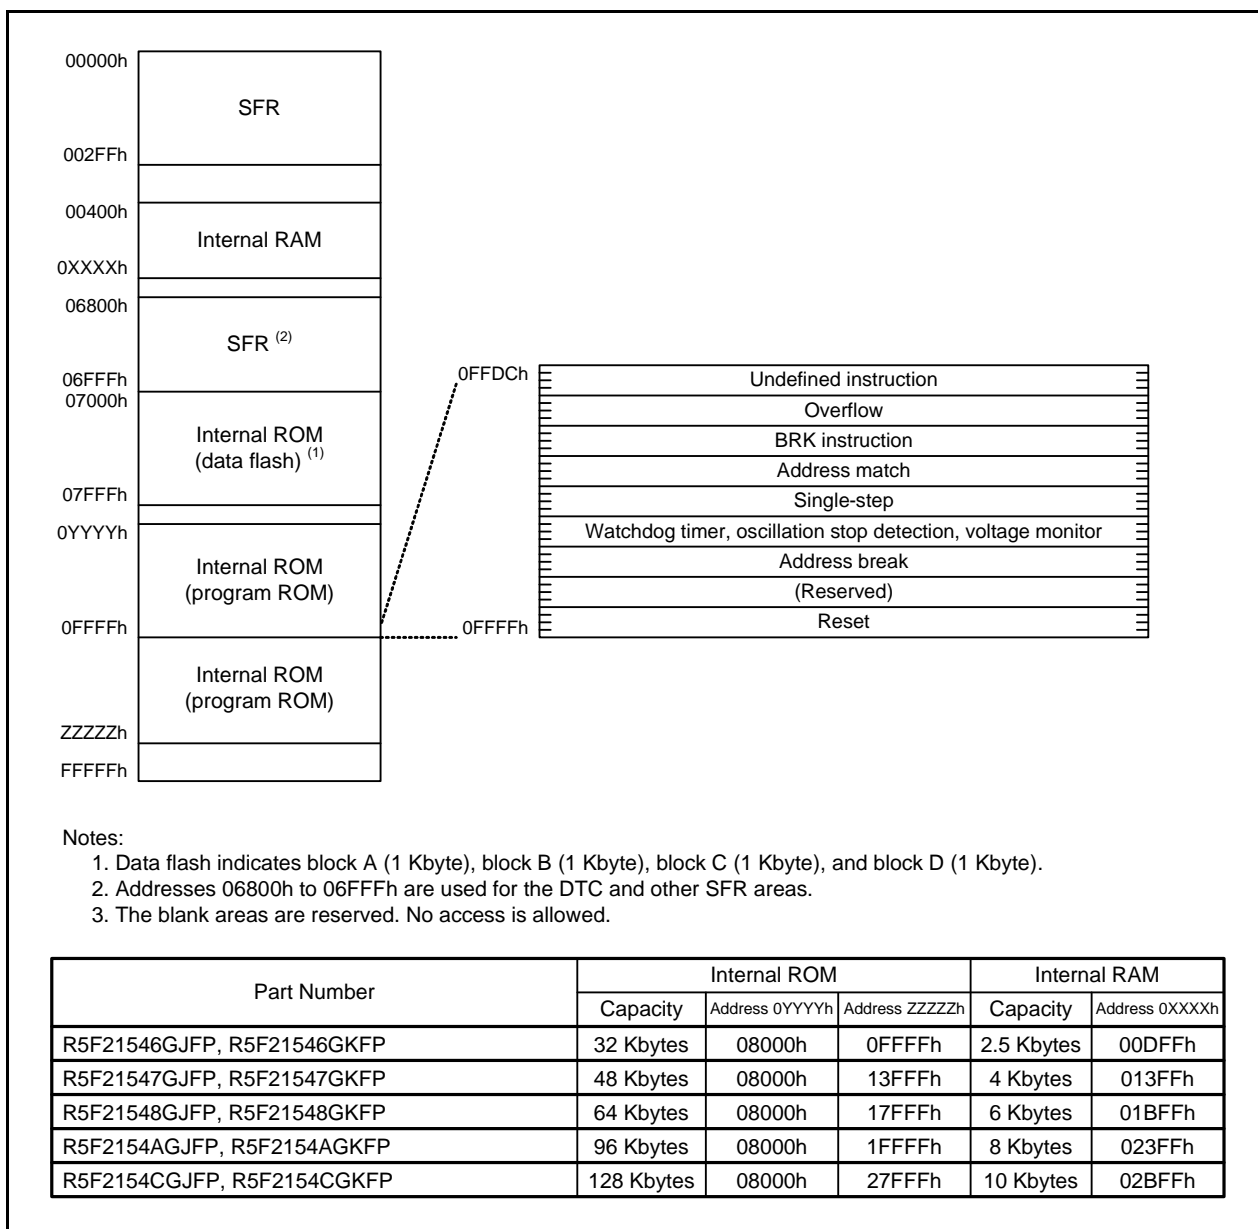 00000h
SFR
002FFh
00400h
Internal RAM
0XXXXh
06800h
SFR (2)
06FFFh
07000h
Internal ROM
(data flash) (1)
07FFFh
0YYYYh
Internal ROM
(program ROM)
0FFFFh
Internal ROM
(program ROM)
ZZZZZh
FFFFFh
0FFDCh
Undefined instruction
Overflow
BRK instruction
Address match
Single-step
Watchdog timer, oscillation stop detection, voltage monitor
Address break
(Reserved)
0FFFFh
Reset
Notes:
1. Data flash indicates block A (1 Kbyte), block B (1 Kbyte), block C (1 Kbyte), and block D (1 Kbyte).
2. Addresses 06800h to 06FFFh are used for the DTC and other SFR areas.
3. The blank areas are reserved. No access is allowed.
Part Number Internal ROM Internal RAM
Capacity Address 0YYYYh Address ZZZZZh Capacity Address 0XXXXh
R5F21546GJFP, R5F21546GKFP 32 Kbytes 08000h 0FFFFh 2.5 Kbytes 00DFFh
R5F21547GJFP, R5F21547GKFP 48 Kbytes 08000h 13FFFh 4 Kbytes 013FFh
R5F21548GJFP, R5F21548GKFP 64 Kbytes 08000h 17FFFh 6 Kbytes 01BFFh
R5F2154AGJFP, R5F2154AGKFP 96 Kbytes 08000h 1FFFFh 8 Kbytes 023FFh
R5F2154CGJFP, R5F2154CGKFP 128 Kbytes 08000h 27FFFh 10 Kbytes 02BFFh